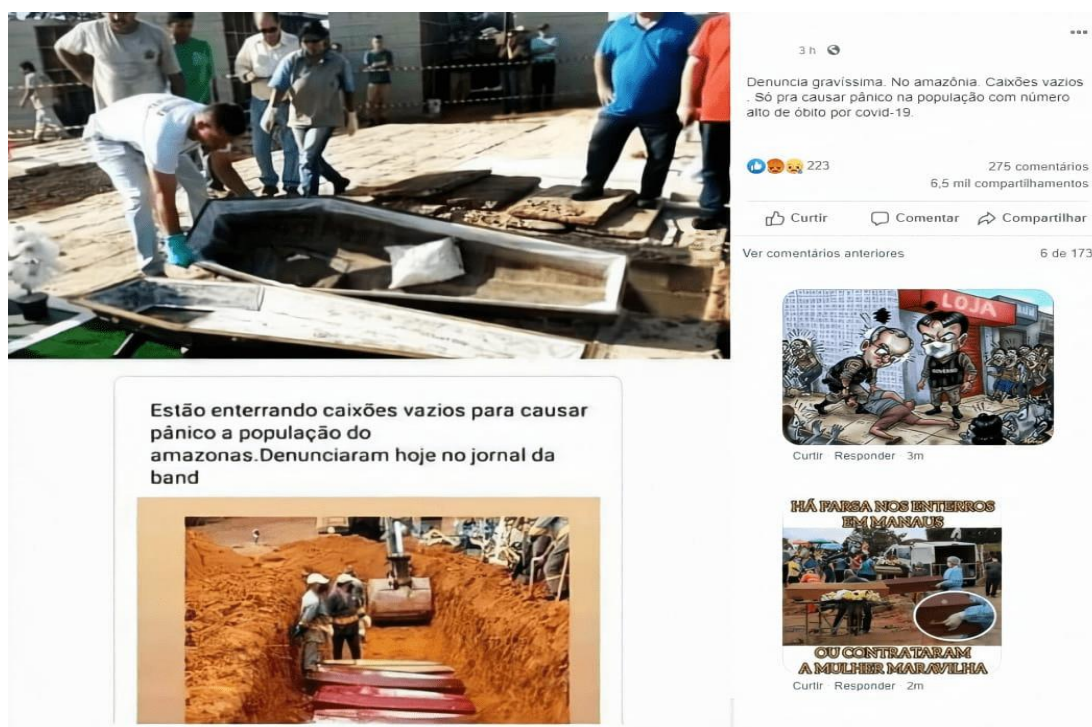 3 h
Denuncia gravíssima. No amazônia. Caixões vazios
. Só pra causar pânico na população com número
alto de óbito por covid-19.
223
275 comentários
6,5 mil compartilhamentos
Curtir Comentar Compartilhar
Ver comentários anteriores 6 de 173
LOJA
GOVERNO
Curtir Responder 3m
HÁ FARSA NOS ENTERROS
EM MANAUS
OU CONTRATARAM
A MULHER MARAVILHA
Curtir Responder 2m
Estão enterrando caixões vazios para causar
pânico a população do
amazonas.Denunciaram hoje no jornal da
band